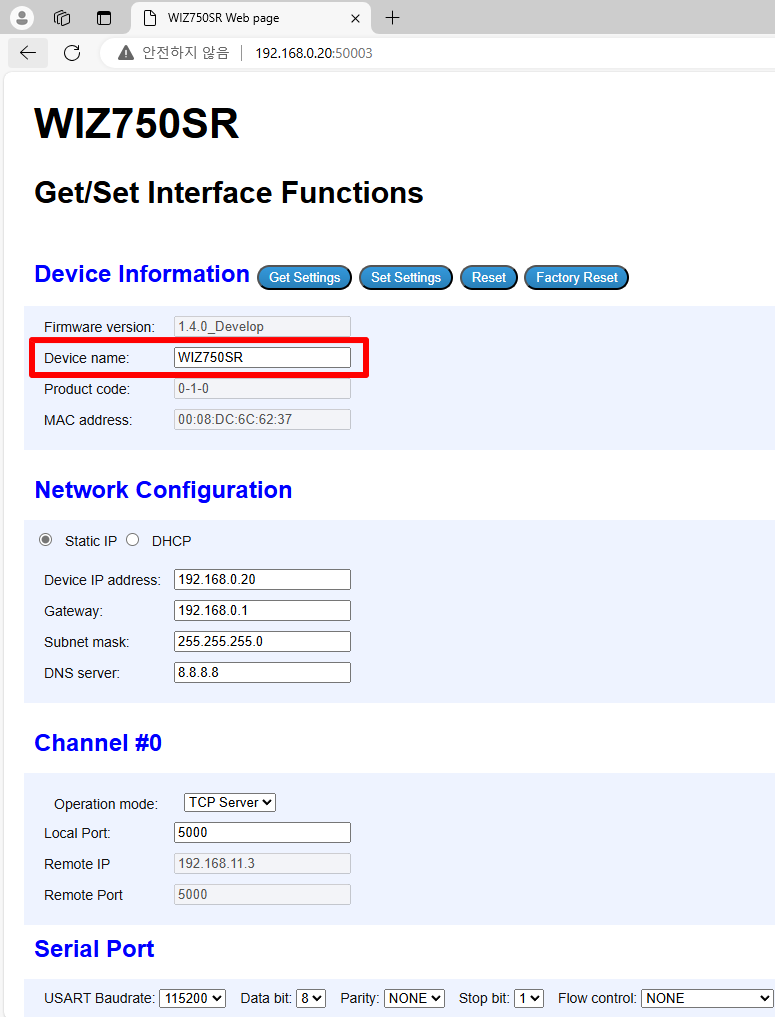 WIZ750SR Web page
안전하지 않음 192.168.0.20:50003
WIZ750SR
Get/Set Interface Functions
Device Information Get Settings Set Settings Reset Factory Reset
Firmware version: 1.4.0_Develop
Device name: WIZ750SR
Product code: 0-1-0
MAC address: 00:08:DC:6C:62:37
Network Configuration
Static IP DHCP
Device IP address: 192.168.0.20
Gateway: 192.168.0.1
Subnet mask: 255.255.255.0
DNS server: 8.8.8.8
Channel #0
Operation mode: TCP Server
Local Port: 5000
Remote IP 192.168.11.3
Remote Port 5000
Serial Port
USART Baudrate: 115200 Data bit: 8 Parity: NONE Stop bit: 1 Flow control: NONE